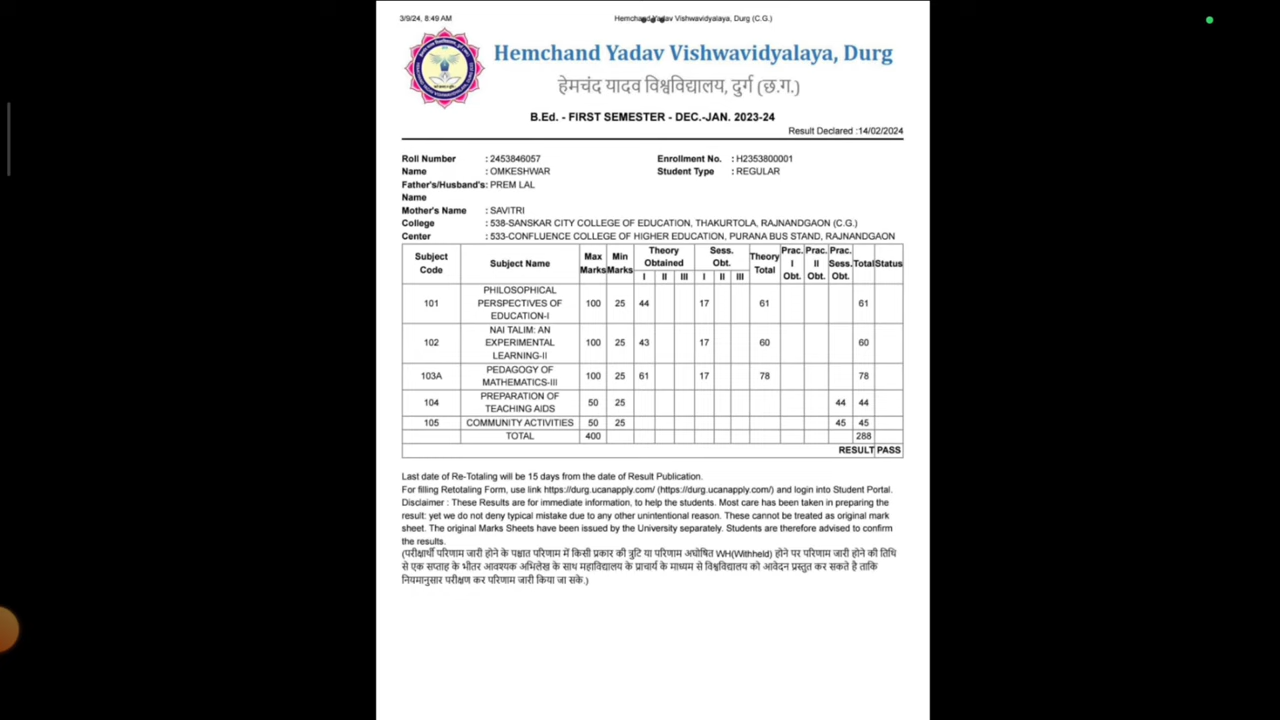 3/9/24, 8:49 AM Hemchand Yadav Vishwavidyalaya, Durg (C.G.)
Hemchand Yadav Vishwavidyalaya, Durg
हेमचंद यादव विश्वविद्यालय, दुर्ग (छ.ग.)
B.Ed. - FIRST SEMESTER - DEC.-JAN. 2023-24
Result Declared :14/02/2024
Roll Number : 2453846057 Enrollment No. : H2353800001
Name : OMKESHWAR Student Type : REGULAR
Father's/Husband's : PREM LAL
Name
Mother's Name : SAVITRI
College : 538-SANSKAR CITY COLLEGE OF EDUCATION, THAKURTOLA, RAJNANDGAON (C.G.)
Center : 533-CONFLUENCE COLLEGE OF HIGHER EDUCATION, PURANA BUS STAND, RAJNANDGAON
Subject Code Subject Name Max Marks Min Marks Theory Obtained Sess. Obt. Theory Total Prac. I Obt. Prac. II Obt. Prac. Sess. Obt. Total Status
I II III I II III
101 PHILOSOPHICAL PERSPECTIVES OF EDUCATION-I 100 25 44 17 61 61
102 NAI TALIM: AN EXPERIMENTAL LEARNING-II 100 25 43 17 60 60
103A PEDAGOGY OF MATHEMATICS-III 100 25 61 17 78 78
104 PREPARATION OF TEACHING AIDS 50 25 44 44
105 COMMUNITY ACTIVITIES 50 25 45 45
TOTAL 400 288
RESULT PASS
Last date of Re-Totaling will be 15 days from the date of Result Publication.
For filling Retotaling Form, use link https://durg.ucanapply.com/ (https://durg.ucanapply.com/) and login into Student Portal.
Disclaimer : These Results are for immediate information, to help the students. Most care has been taken in preparing the
result: yet we do not deny typical mistake due to any other unintentional reason. These cannot be treated as original mark
sheet. The original Marks Sheets have been issued by the University separately. Students are therefore advised to confirm
the results.
(परीक्षार्थी परिणाम जारी होने के पश्चात परिणाम में किसी प्रकार की त्रुटि या परिणाम अघोषित WH(Withheld) होने पर परिणाम जारी होने की तिथि
से एक सप्ताह के भीतर आवश्यक अभिलेख के साथ महाविद्यालय के प्राचार्य के माध्यम से विश्वविद्यालय को आवेदन प्रस्तुत कर सकते है ताकि
नियमानुसार परीक्षण कर परिणाम जारी किया जा सके.)